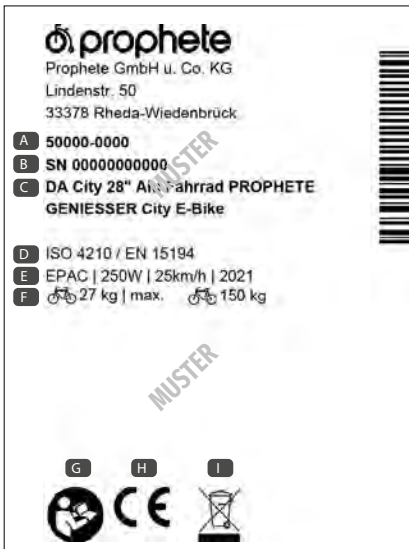 prophete
Prophete GmbH u. Co. KG
Lindenstr. 50
33378 Rheda-Wiedenbrück
A 50000-0000
B SN 00000000000
C DA City 28" Fahrrad PROPHETE
GENIESSER City E-Bike
MUSTER
D ISO 4210 / EN 15194
E EPAC | 250W | 25km/h | 2021
F 27 kg | max. 150 kg
MUSTER
G H I
CE